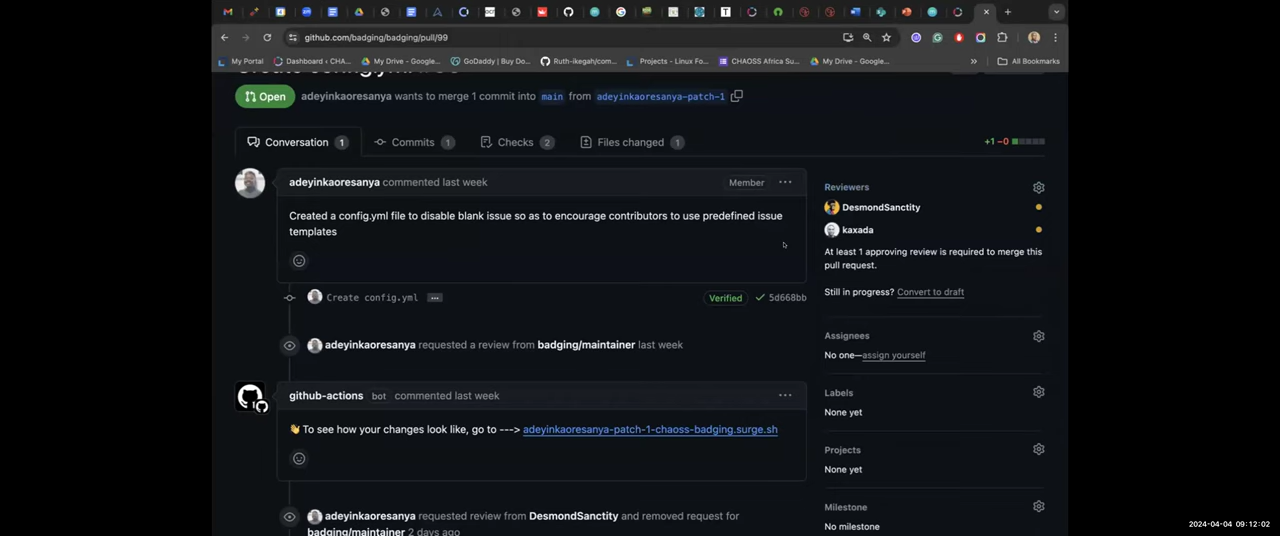 github.com/badging/badging/pull/99
My Portal
Dashboard ‹ CHA...
My Drive - Google...
GoDaddy | Buy Do...
Ruth-ikegah/com...
Projects - Linux Fo...
CHAOSS Africa Su...
My Drive - Google...
»
All Bookmarks
Open
adeyinkaoresanya wants to merge 1 commit into main from adeyinkaoresanya-patch-1
Conversation 1
Commits 1
Checks 2
Files changed 1
+1 −0
adeyinkaoresanya commented last week
Member
Created a config.yml file to disable blank issue so as to encourage contributors to use predefined issue
templates
Create config.yml
Verified
5d668bb
adeyinkaoresanya requested a review from badging/maintainer last week
github-actions bot commented last week
👋 To see how your changes look like, go to ---> adeyinkaoresanya-patch-1-chaoss-badging.surge.sh
adeyinkaoresanya requested review from DesmondSanctity and removed request for
badging/maintainer 2 days ago
Reviewers
DesmondSanctity
kaxada
At least 1 approving review is required to merge this
pull request.
Still in progress? Convert to draft
Assignees
No one—assign yourself
Labels
None yet
Projects
None yet
Milestone
No milestone
2024-04-04 09:12:02